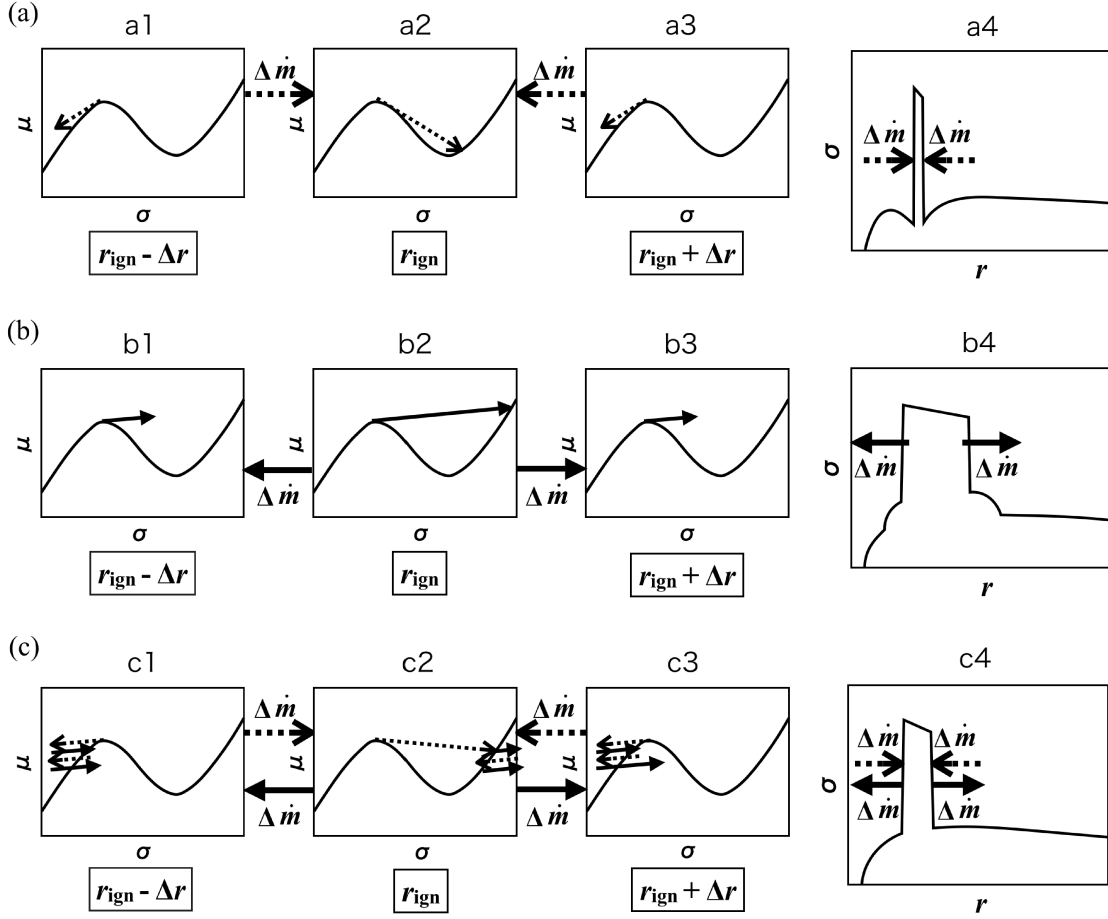 (a)
a1 a2 a3 a4
Δṁ Δṁ
μ μ μ σ
Δṁ Δṁ
σ σ σ
r
r_ign - Δr r_ign r_ign + Δr
(b)
b1 b2 b3 b4
μ μ μ σ
Δṁ Δṁ
Δṁ Δṁ
σ σ σ
r
r_ign - Δr r_ign r_ign + Δr
(c)
c1 c2 c3 c4
Δṁ Δṁ
Δṁ Δṁ
μ μ μ σ
Δṁ Δṁ
Δṁ Δṁ
σ σ σ
r
r_ign - Δr r_ign r_ign + Δr